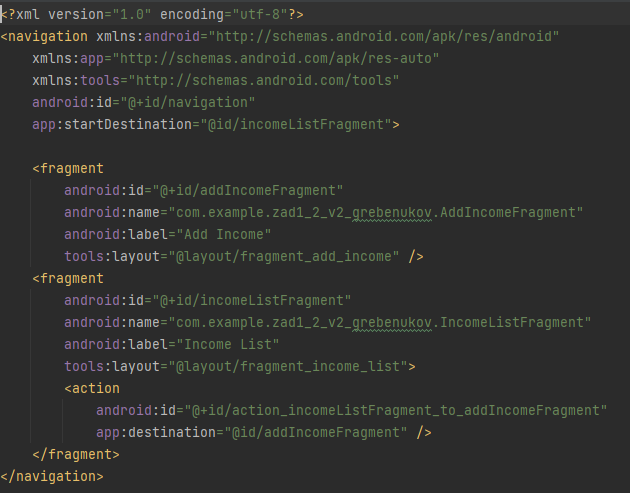 <?xml version="1.0" encoding="utf-8"?>
<navigation xmlns:android="http://schemas.android.com/apk/res/android"
    xmlns:app="http://schemas.android.com/apk/res-auto"
    xmlns:tools="http://schemas.android.com/tools"
    android:id="@+id/navigation"
    app:startDestination="@id/incomeListFragment">

    <fragment
        android:id="@+id/addIncomeFragment"
        android:name="com.example.zad1_2_v2_grebenukov.AddIncomeFragment"
        android:label="Add Income"
        tools:layout="@layout/fragment_add_income" />
    <fragment
        android:id="@+id/incomeListFragment"
        android:name="com.example.zad1_2_v2_grebenukov.IncomeListFragment"
        android:label="Income List"
        tools:layout="@layout/fragment_income_list">
        <action
            android:id="@+id/action_incomeListFragment_to_addIncomeFragment"
            app:destination="@id/addIncomeFragment" />
    </fragment>
</navigation>